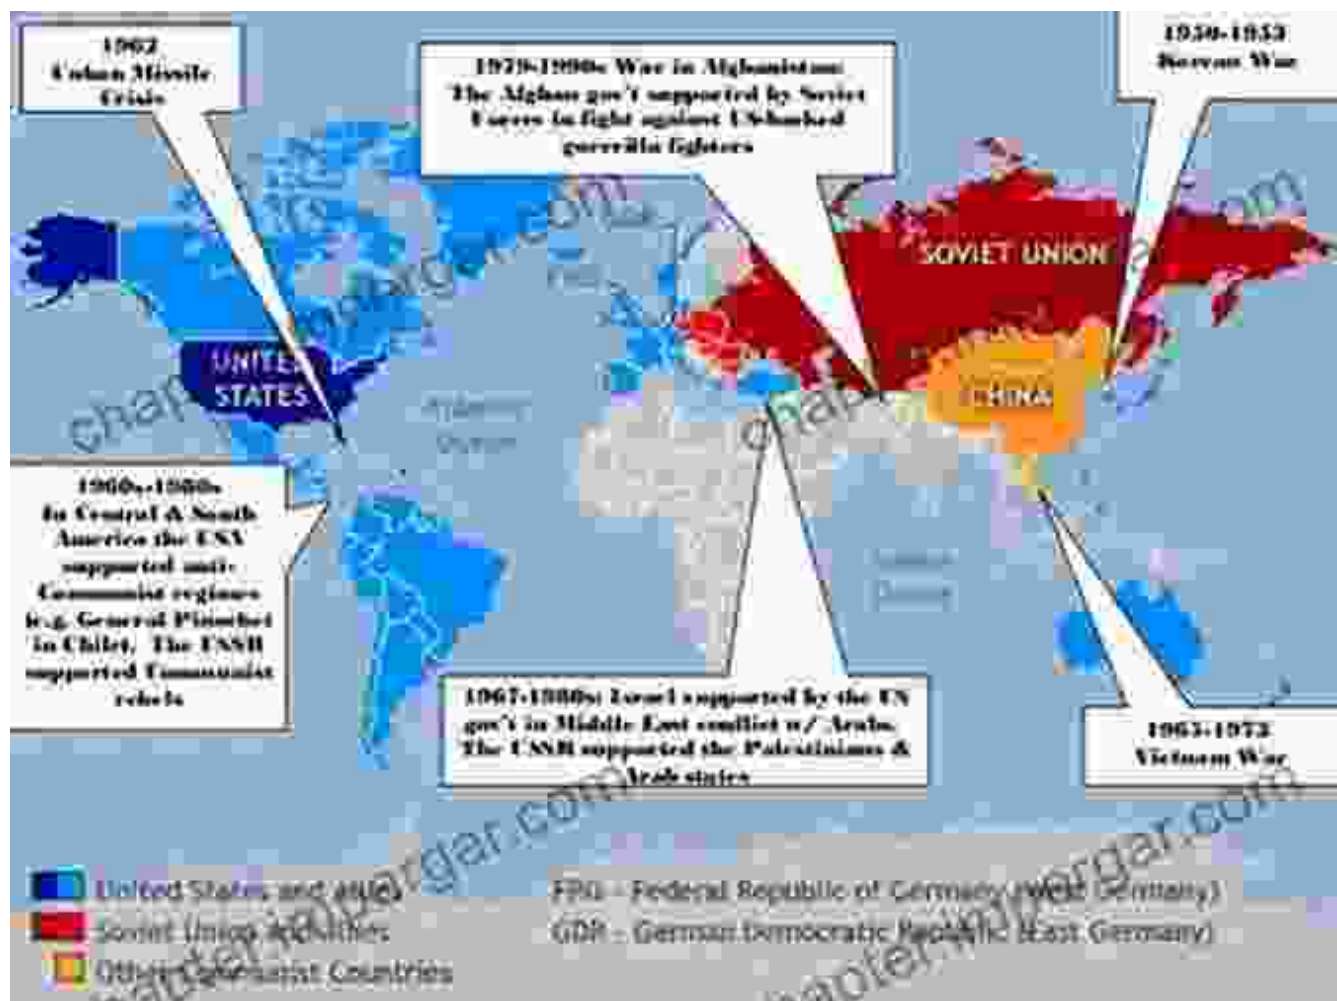 1962
Cuban Missile
Crisis
1979-1990s War in Afghanistan:
The Afghan gov't supported by Soviet
Forces in fight against US-backed
guerrilla fighters
1950-1953
Korean War
SOVIET UNION
UNITED
STATES
CHINA
Atlantic
Ocean
1960s-1980s
In Central & South
America the USA
supported anti-
Communist regimes
(e.g. General Pinochet
in Chile). The USSR
supported Communist
rebels
Indian
Ocean
1967-1980s: Israel supported by the US
gov't in Middle East conflict w/ Arabs.
The USSR supported the Palestinians &
Arab states
1965-1973
Vietnam War
United States and allies
Soviet Union and allies
Other Communist Countries
FRG - Federal Republic of Germany (West Germany)
GDR - German Democratic Republic (East Germany)